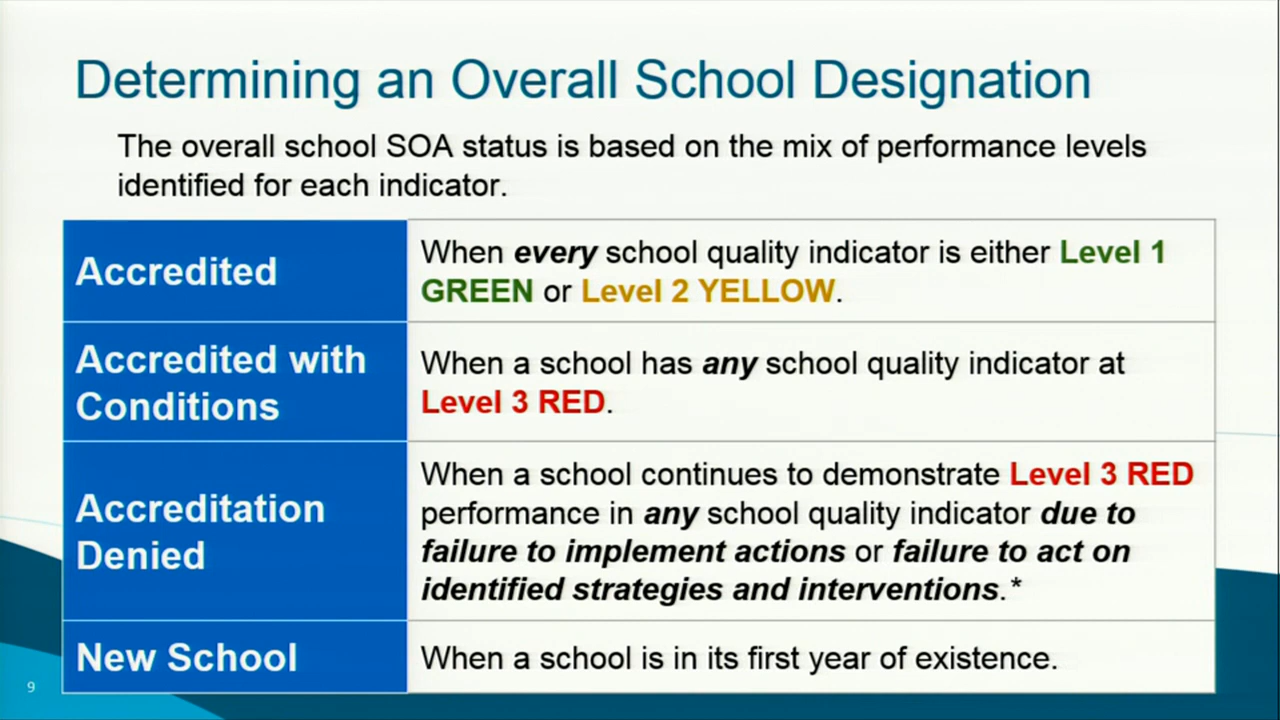 Determining an Overall School Designation
The overall school SOA status is based on the mix of performance levels
identified for each indicator.
Accredited
When every school quality indicator is either Level 1
GREEN or Level 2 YELLOW.
Accredited with
Conditions
When a school has any school quality indicator at
Level 3 RED.
Accreditation
Denied
When a school continues to demonstrate Level 3 RED
performance in any school quality indicator due to
failure to implement actions or failure to act on
identified strategies and interventions.*
New School
When a school is in its first year of existence.
9